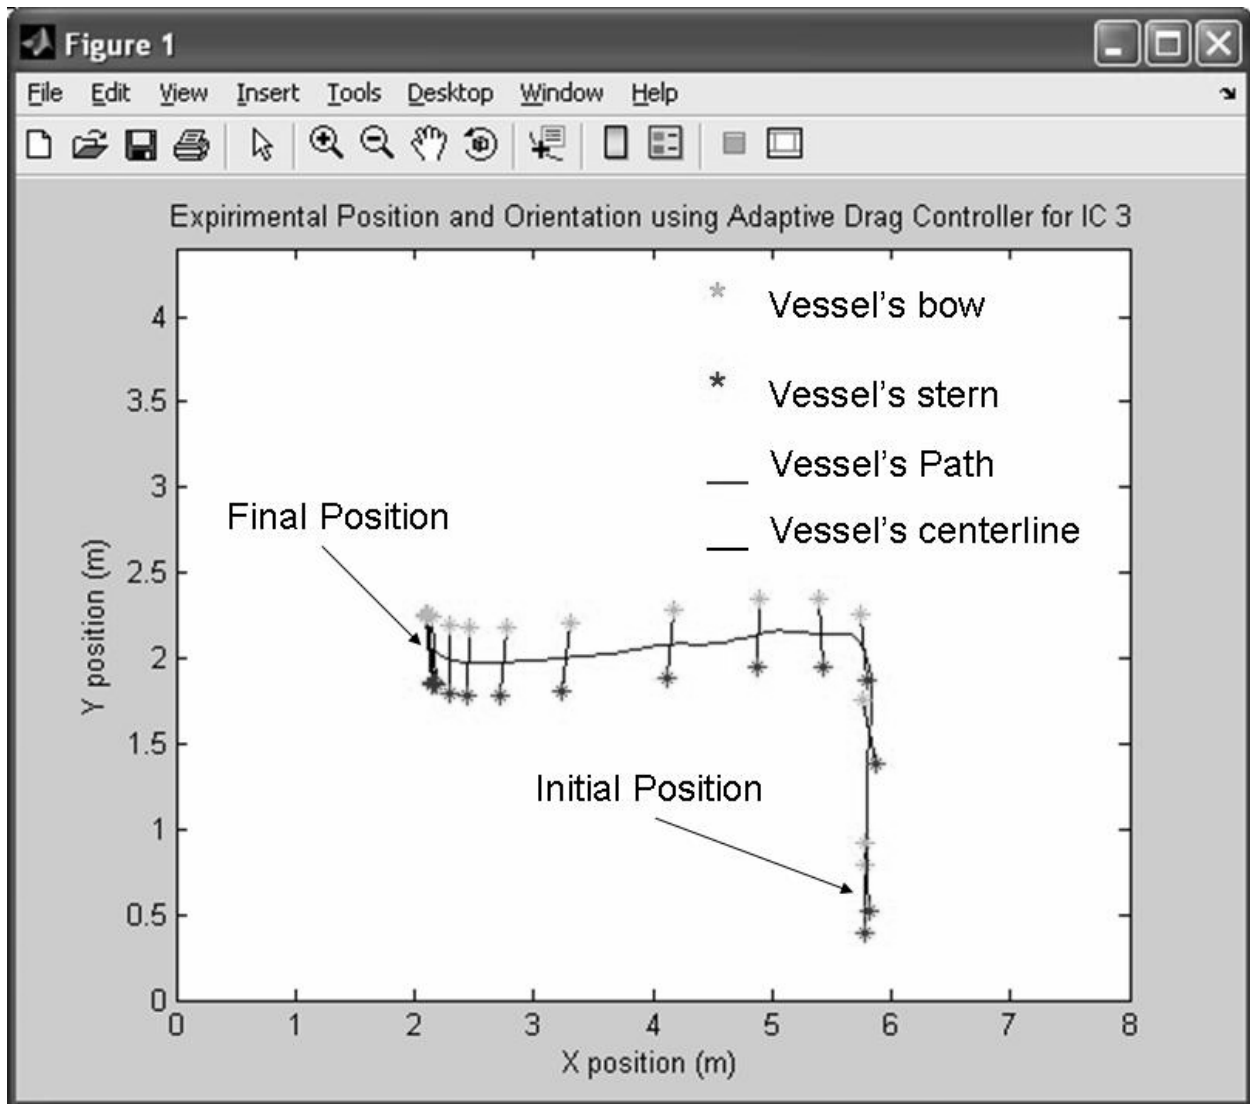 Figure 1
File Edit View Insert Tools Desktop Window Help
Expirimental Position and Orientation using Adaptive Drag Controller for IC 3
Vessel's bow
Vessel's stern
Vessel's Path
Vessel's centerline
Final Position
Initial Position
Y position (m)
4
3.5
3
2.5
2
1.5
1
0.5
0
0 1 2 3 4 5 6 7 8
X position (m)